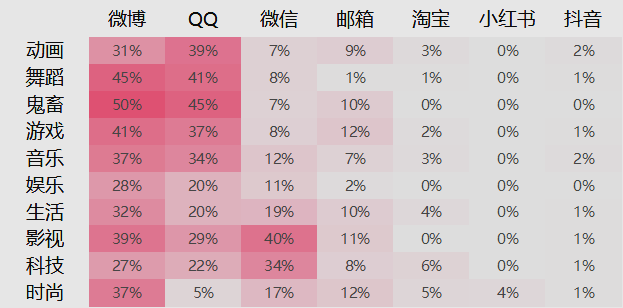 微博 QQ 微信 邮箱 淘宝 小红书 抖音
动画 31% 39% 7% 9% 3% 0% 2%
舞蹈 45% 41% 8% 1% 1% 0% 1%
鬼畜 50% 45% 7% 10% 0% 0% 0%
游戏 41% 37% 8% 12% 2% 0% 1%
音乐 37% 34% 12% 7% 3% 0% 2%
娱乐 28% 20% 11% 2% 0% 0% 0%
生活 32% 20% 19% 10% 4% 0% 1%
影视 39% 29% 40% 11% 0% 0% 1%
科技 27% 22% 34% 8% 6% 0% 1%
时尚 37% 5% 17% 12% 5% 4% 1%